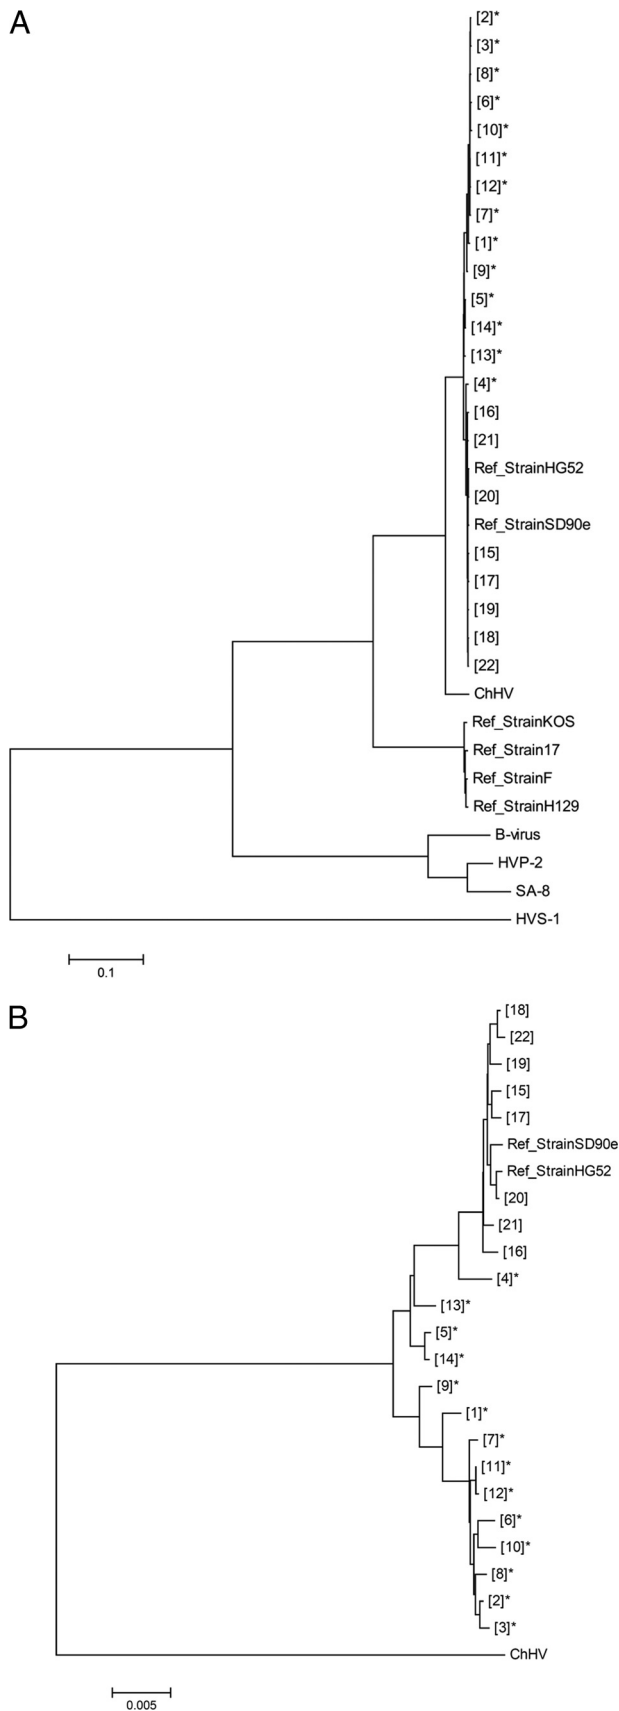 A
[2]*
[3]*
[8]*
[6]*
[10]*
[11]*
[12]*
[7]*
[1]*
[9]*
[5]*
[14]*
[13]*
[4]*
[16]
[21]
Ref_StrainHG52
[20]
Ref_StrainSD90e
[15]
[17]
[19]
[18]
[22]
ChHV
Ref_StrainKOS
Ref_Strain17
Ref_StrainF
Ref_StrainH129
B-virus
HVP-2
SA-8
HVS-1
0.1
B
[18]
[22]
[19]
[15]
[17]
Ref_StrainSD90e
Ref_StrainHG52
[20]
[21]
[16]
[4]*
[13]*
[5]*
[14]*
[9]*
[1]*
[7]*
[11]*
[12]*
[6]*
[10]*
[8]*
[2]*
[3]*
ChHV
0.005